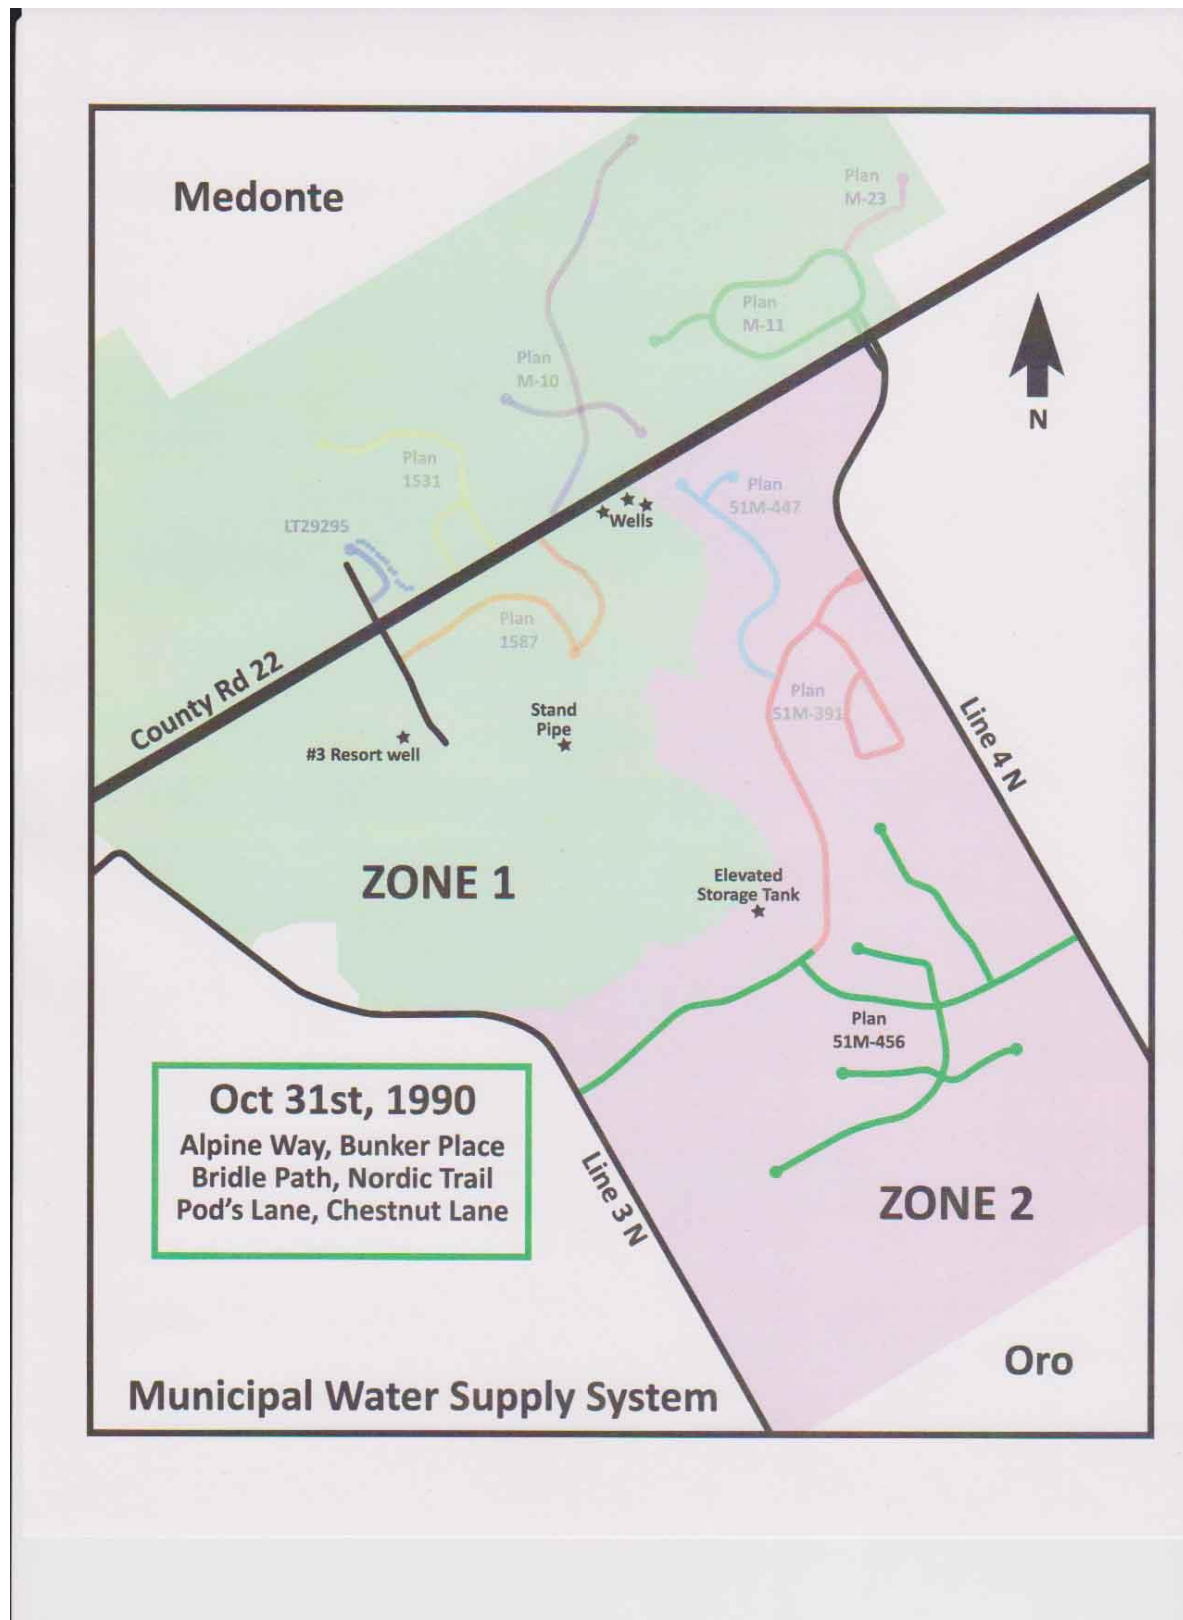 Medonte
Plan
M-23
Plan
M-11
Plan
M-10
N
Plan
1531
Plan
51M-447
Wells
LT29295
Plan
1587
County Rd 22
Stand
Pipe
#3 Resort well
Plan
51M-391
Line 4 N
ZONE 1
Elevated
Storage Tank
Plan
51M-456
Oct 31st, 1990
Alpine Way, Bunker Place
Bridle Path, Nordic Trail
Pod's Lane, Chestnut Lane
Line 3 N
ZONE 2
Oro
Municipal Water Supply System